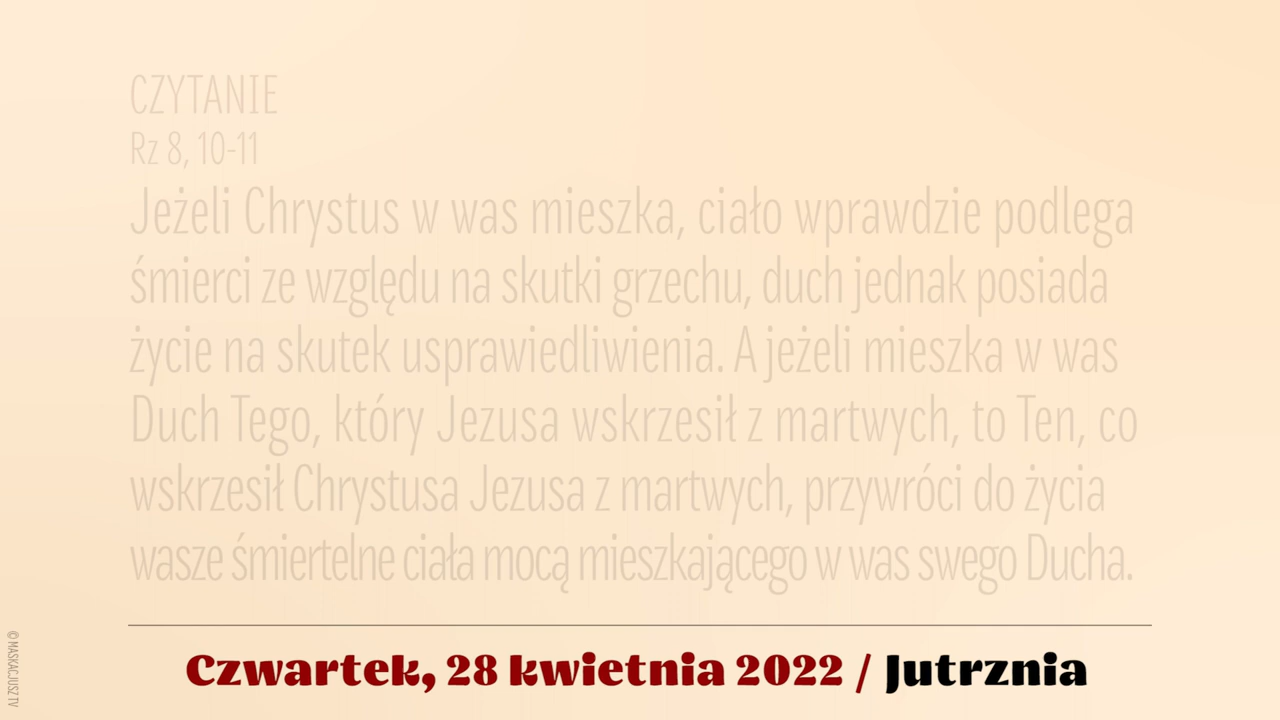 CZYTANIE
Rz 8, 10-11
Jeżeli Chrystus w was mieszka, ciało wprawdzie podlega
śmierci ze względu na skutki grzechu, duch jednak posiada
życie na skutek usprawiedliwienia. A jeżeli mieszka w was
Duch Tego, który Jezusa wskrzesił z martwych, to Ten, co
wskrzesił Chrystusa Jezusa z martwych, przywróci do życia
wasze śmiertelne ciała mocą mieszkającego w was swego Ducha.
Czwartek, 28 kwietnia 2022 / Jutrznia
© MASKACJUSZ TV